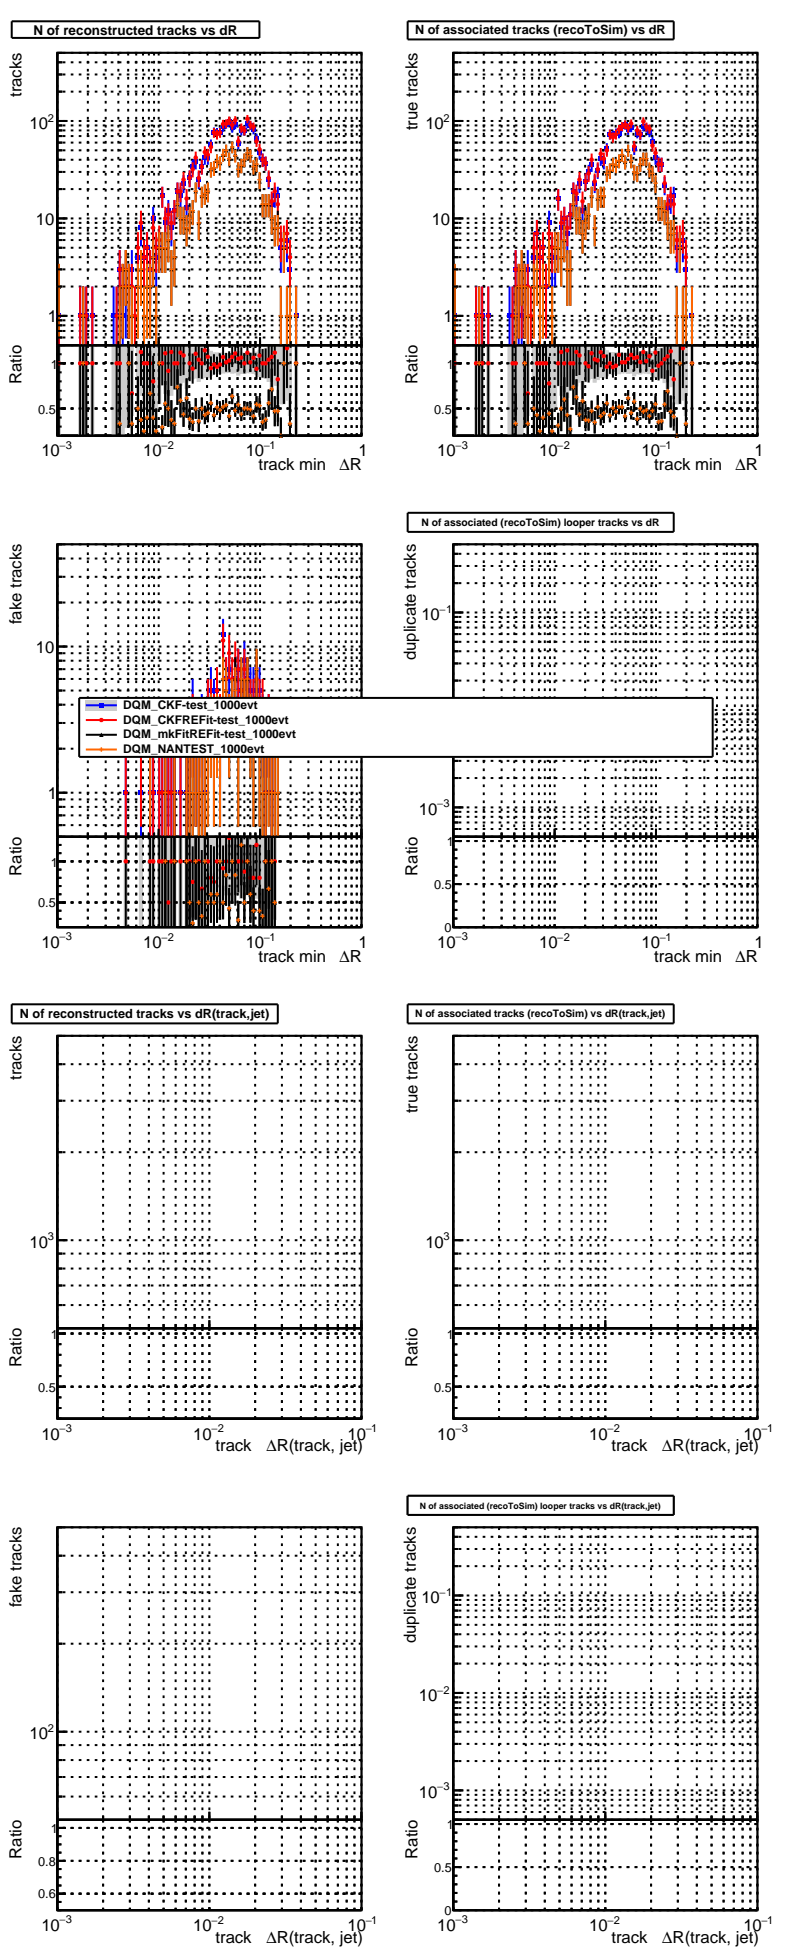 N of reconstructed tracks vs dR
N of associated tracks (recoToSim) vs dR
tracks
10²
10
1
Ratio
1
0.5
10⁻³
10⁻²
10⁻¹
1
track min ΔR
true tracks
10²
10
1
Ratio
1
0.5
10⁻³
10⁻²
10⁻¹
1
track min ΔR
N of associated (recoToSim) looper tracks vs dR
fake tracks
10
1
Ratio
1
0.5
10⁻³
10⁻²
10⁻¹
1
track min ΔR
duplicate tracks
10⁻¹
10⁻³
Ratio
1
0.5
0
10⁻³
10⁻²
10⁻¹
1
track min ΔR
DQM_CKF-test_1000evt
DQM_CKFREFit-test_1000evt
DQM_mkFitREFit-test_1000evt
DQM_NANTEST_1000evt
N of reconstructed tracks vs dR(track,jet)
N of associated tracks (recoToSim) vs dR(track,jet)
tracks
10³
Ratio
1
0.5
10⁻³
10⁻²
10⁻¹
track ΔR(track, jet)
true tracks
10³
Ratio
1
0.5
10⁻³
10⁻²
10⁻¹
track ΔR(track, jet)
N of associated (recoToSim) looper tracks vs dR(track,jet)
fake tracks
10²
Ratio
1
0.8
0.6
10⁻³
10⁻²
10⁻¹
track ΔR(track, jet)
duplicate tracks
10⁻¹
10⁻²
10⁻³
Ratio
1
0.5
0
10⁻³
10⁻²
10⁻¹
track ΔR(track, jet)